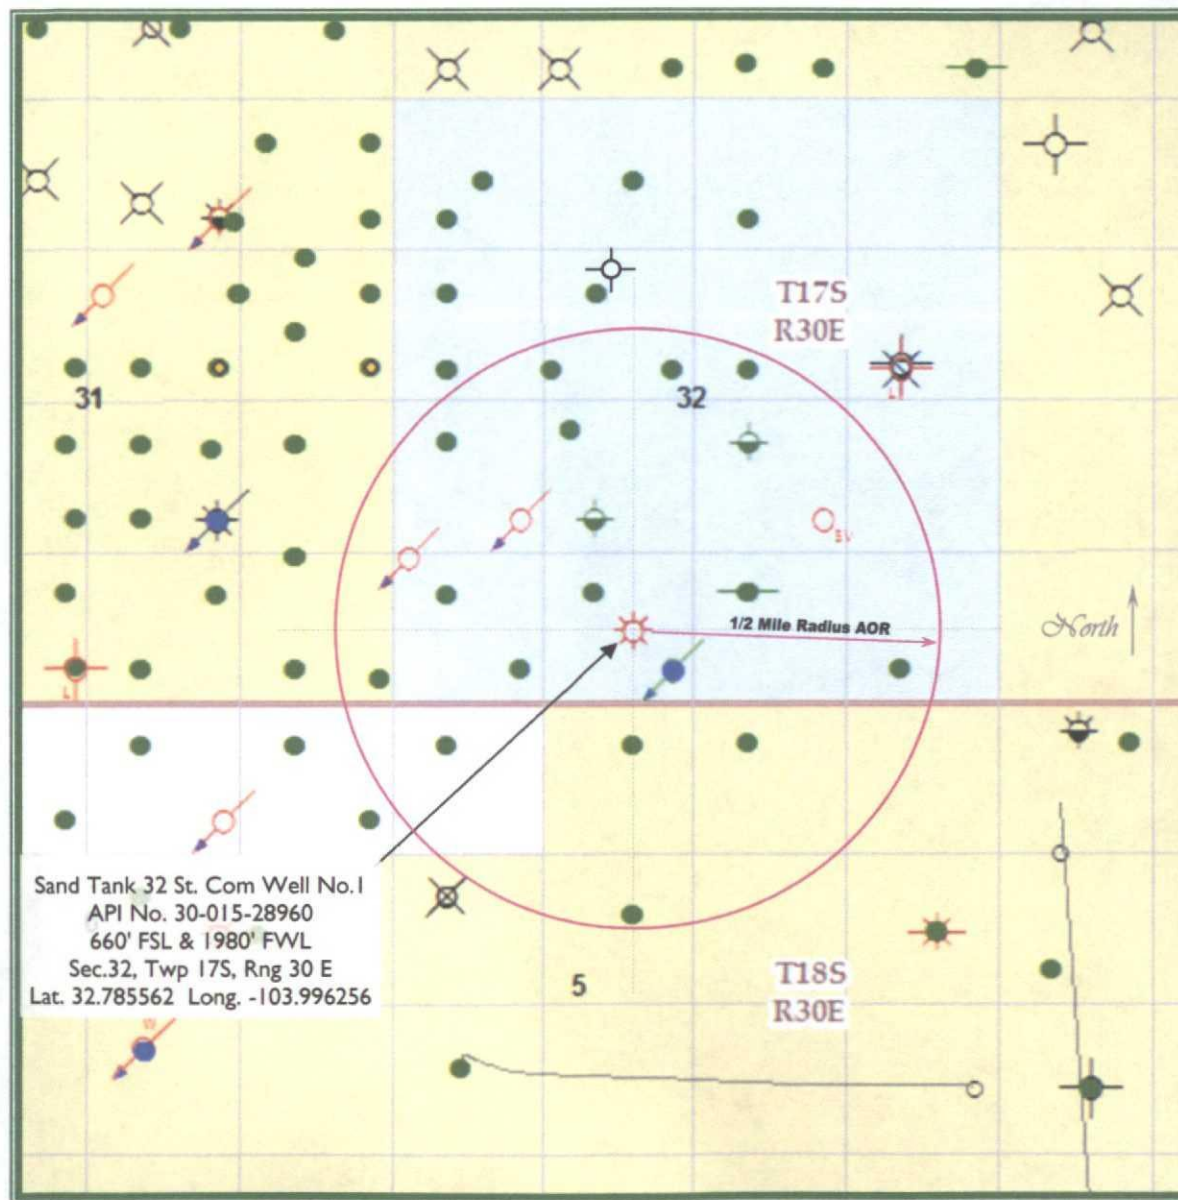 T17S
R30E
31
32
SW
North
1/2 Mile Radius AOR
Sand Tank 32 St. Com Well No.1
API No. 30-015-28960
660' FSL & 1980' FWL
Sec.32, Twp 17S, Rng 30 E
Lat. 32.785562 Long. -103.996256
5
T18S
R30E